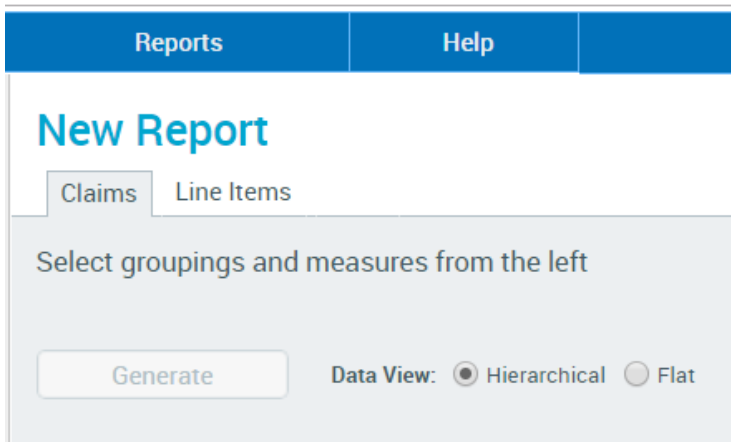 Reports Help
New Report
Claims Line Items
Select groupings and measures from the left
Generate Data View: Hierarchical Flat